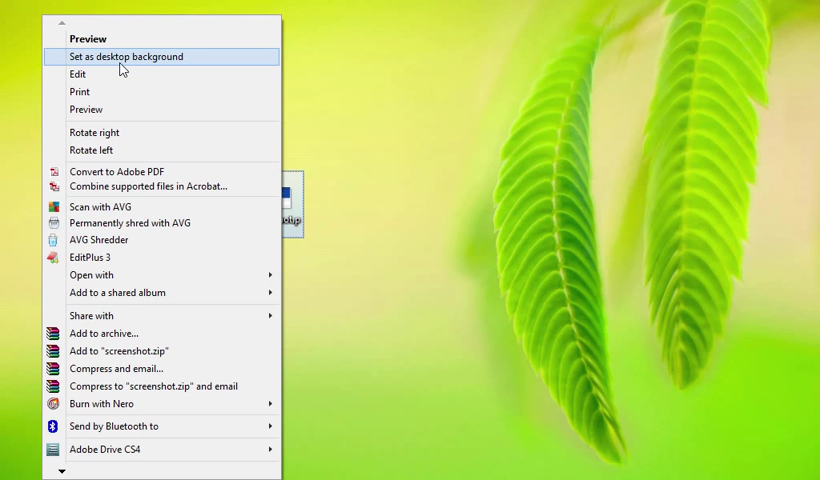 Preview
Set as desktop background
Edit
Print
Preview
Rotate right
Rotate left
Convert to Adobe PDF
Combine supported files in Acrobat...
Scan with AVG
Permanently shred with AVG
AVG Shredder
EditPlus 3
Open with
Add to a shared album
Share with
Add to archive...
Add to "screenshot.zip"
Compress and email...
Compress to "screenshot.zip" and email
Burn with Nero
Send by Bluetooth to
Adobe Drive CS4